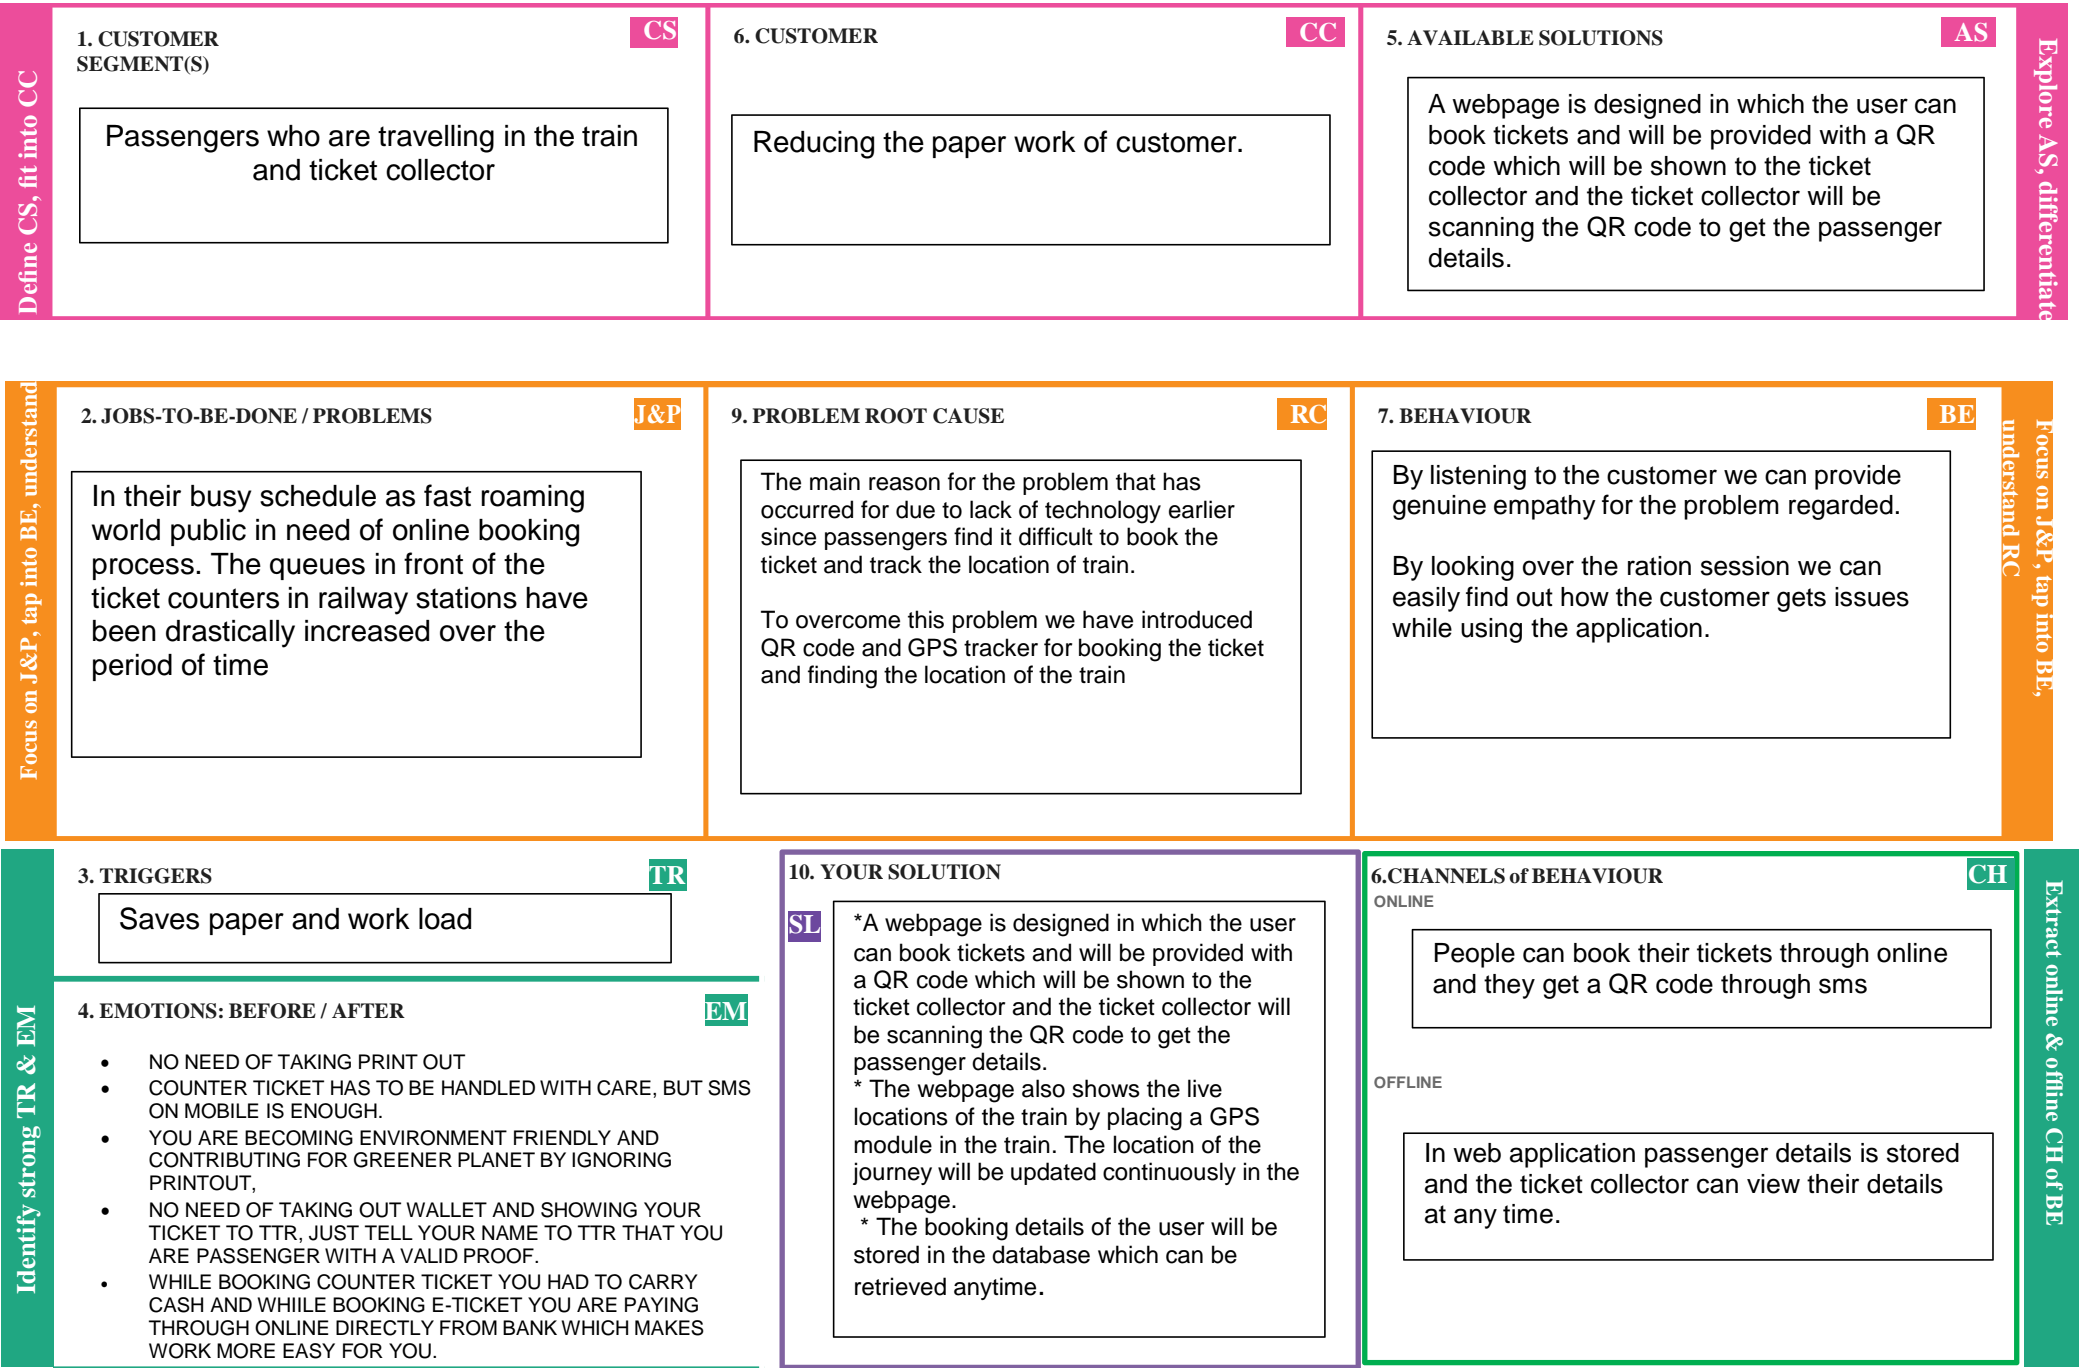 Define CS, fit into CC
1. CUSTOMER
SEGMENT(S)
CS
Passengers who are travelling in the train
and ticket collector
6. CUSTOMER
CC
Reducing the paper work of customer.
5. AVAILABLE SOLUTIONS
AS
A webpage is designed in which the user can
book tickets and will be provided with a QR
code which will be shown to the ticket
collector and the ticket collector will be
scanning the QR code to get the passenger
details.
Explore AS, differentiate
Focus on J&P, tap into BE, understand
2. JOBS-TO-BE-DONE / PROBLEMS
J&P
In their busy schedule as fast roaming
world public in need of online booking
process. The queues in front of the
ticket counters in railway stations have
been drastically increased over the
period of time
9. PROBLEM ROOT CAUSE
RC
The main reason for the problem that has
occurred for due to lack of technology earlier
since passengers find it difficult to book the
ticket and track the location of train.
To overcome this problem we have introduced
QR code and GPS tracker for booking the ticket
and finding the location of the train
7. BEHAVIOUR
BE
By listening to the customer we can provide
genuine empathy for the problem regarded.
By looking over the ration session we can
easily find out how the customer gets issues
while using the application.
Focus on J&P, tap into BE,
understand RC
Identify strong TR & EM
3. TRIGGERS
TR
Saves paper and work load
4. EMOTIONS: BEFORE / AFTER
EM
• NO NEED OF TAKING PRINT OUT
• COUNTER TICKET HAS TO BE HANDLED WITH CARE, BUT SMS
ON MOBILE IS ENOUGH.
• YOU ARE BECOMING ENVIRONMENT FRIENDLY AND
CONTRIBUTING FOR GREENER PLANET BY IGNORING
PRINTOUT,
• NO NEED OF TAKING OUT WALLET AND SHOWING YOUR
TICKET TO TTR, JUST TELL YOUR NAME TO TTR THAT YOU
ARE PASSENGER WITH A VALID PROOF.
• WHILE BOOKING COUNTER TICKET YOU HAD TO CARRY
CASH AND WHIILE BOOKING E-TICKET YOU ARE PAYING
THROUGH ONLINE DIRECTLY FROM BANK WHICH MAKES
WORK MORE EASY FOR YOU.
10. YOUR SOLUTION
SL
*A webpage is designed in which the user
can book tickets and will be provided with
a QR code which will be shown to the
ticket collector and the ticket collector will
be scanning the QR code to get the
passenger details.
* The webpage also shows the live
locations of the train by placing a GPS
module in the train. The location of the
journey will be updated continuously in the
webpage.
* The booking details of the user will be
stored in the database which can be
retrieved anytime.
6.CHANNELS of BEHAVIOUR
CH
ONLINE
People can book their tickets through online
and they get a QR code through sms
OFFLINE
In web application passenger details is stored
and the ticket collector can view their details
at any time.
Extract online & offline CH of BE